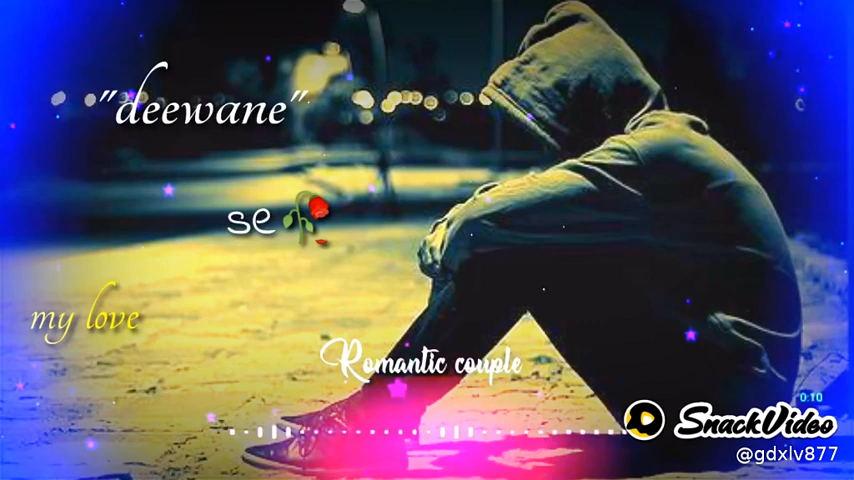 "deewane"
se🥀
my love
Romantic couple
0:10
SnackVideo
@gdxlv877